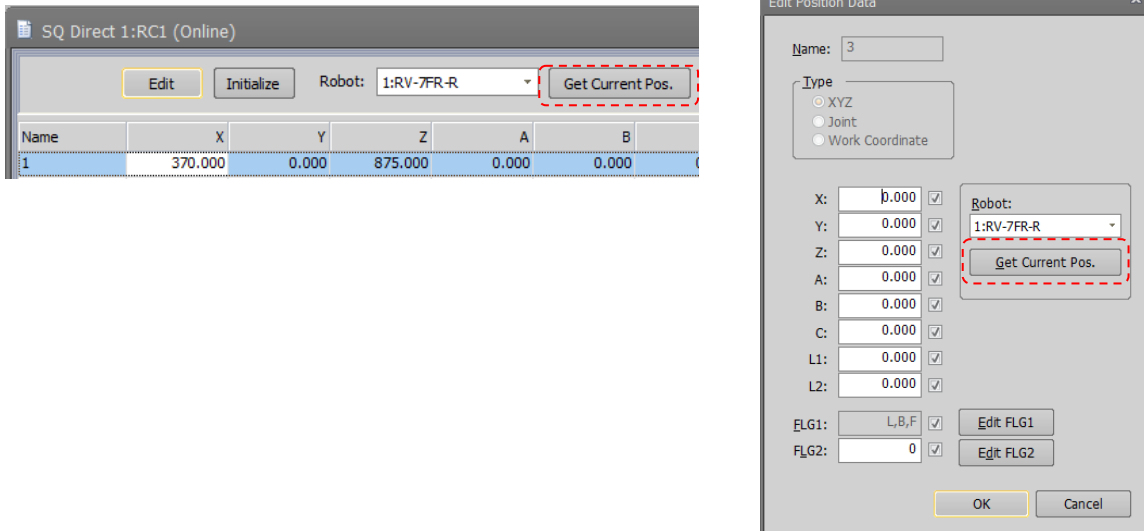 SQ Direct 1:RC1 (Online)
Edit Initialize Robot: 1:RV-7FR-R Get Current Pos.
Name X Y Z A B
1 370.000 0.000 875.000 0.000 0.000
Edit Position Data
Name: 3
Type
XYZ
Joint
Work Coordinate
X: 0.000
Y: 0.000
Z: 0.000
A: 0.000
B: 0.000
C: 0.000
L1: 0.000
L2: 0.000
Robot:
1:RV-7FR-R
Get Current Pos.
FLG1: L,B,F Edit FLG1
FLG2: 0 Edit FLG2
OK Cancel